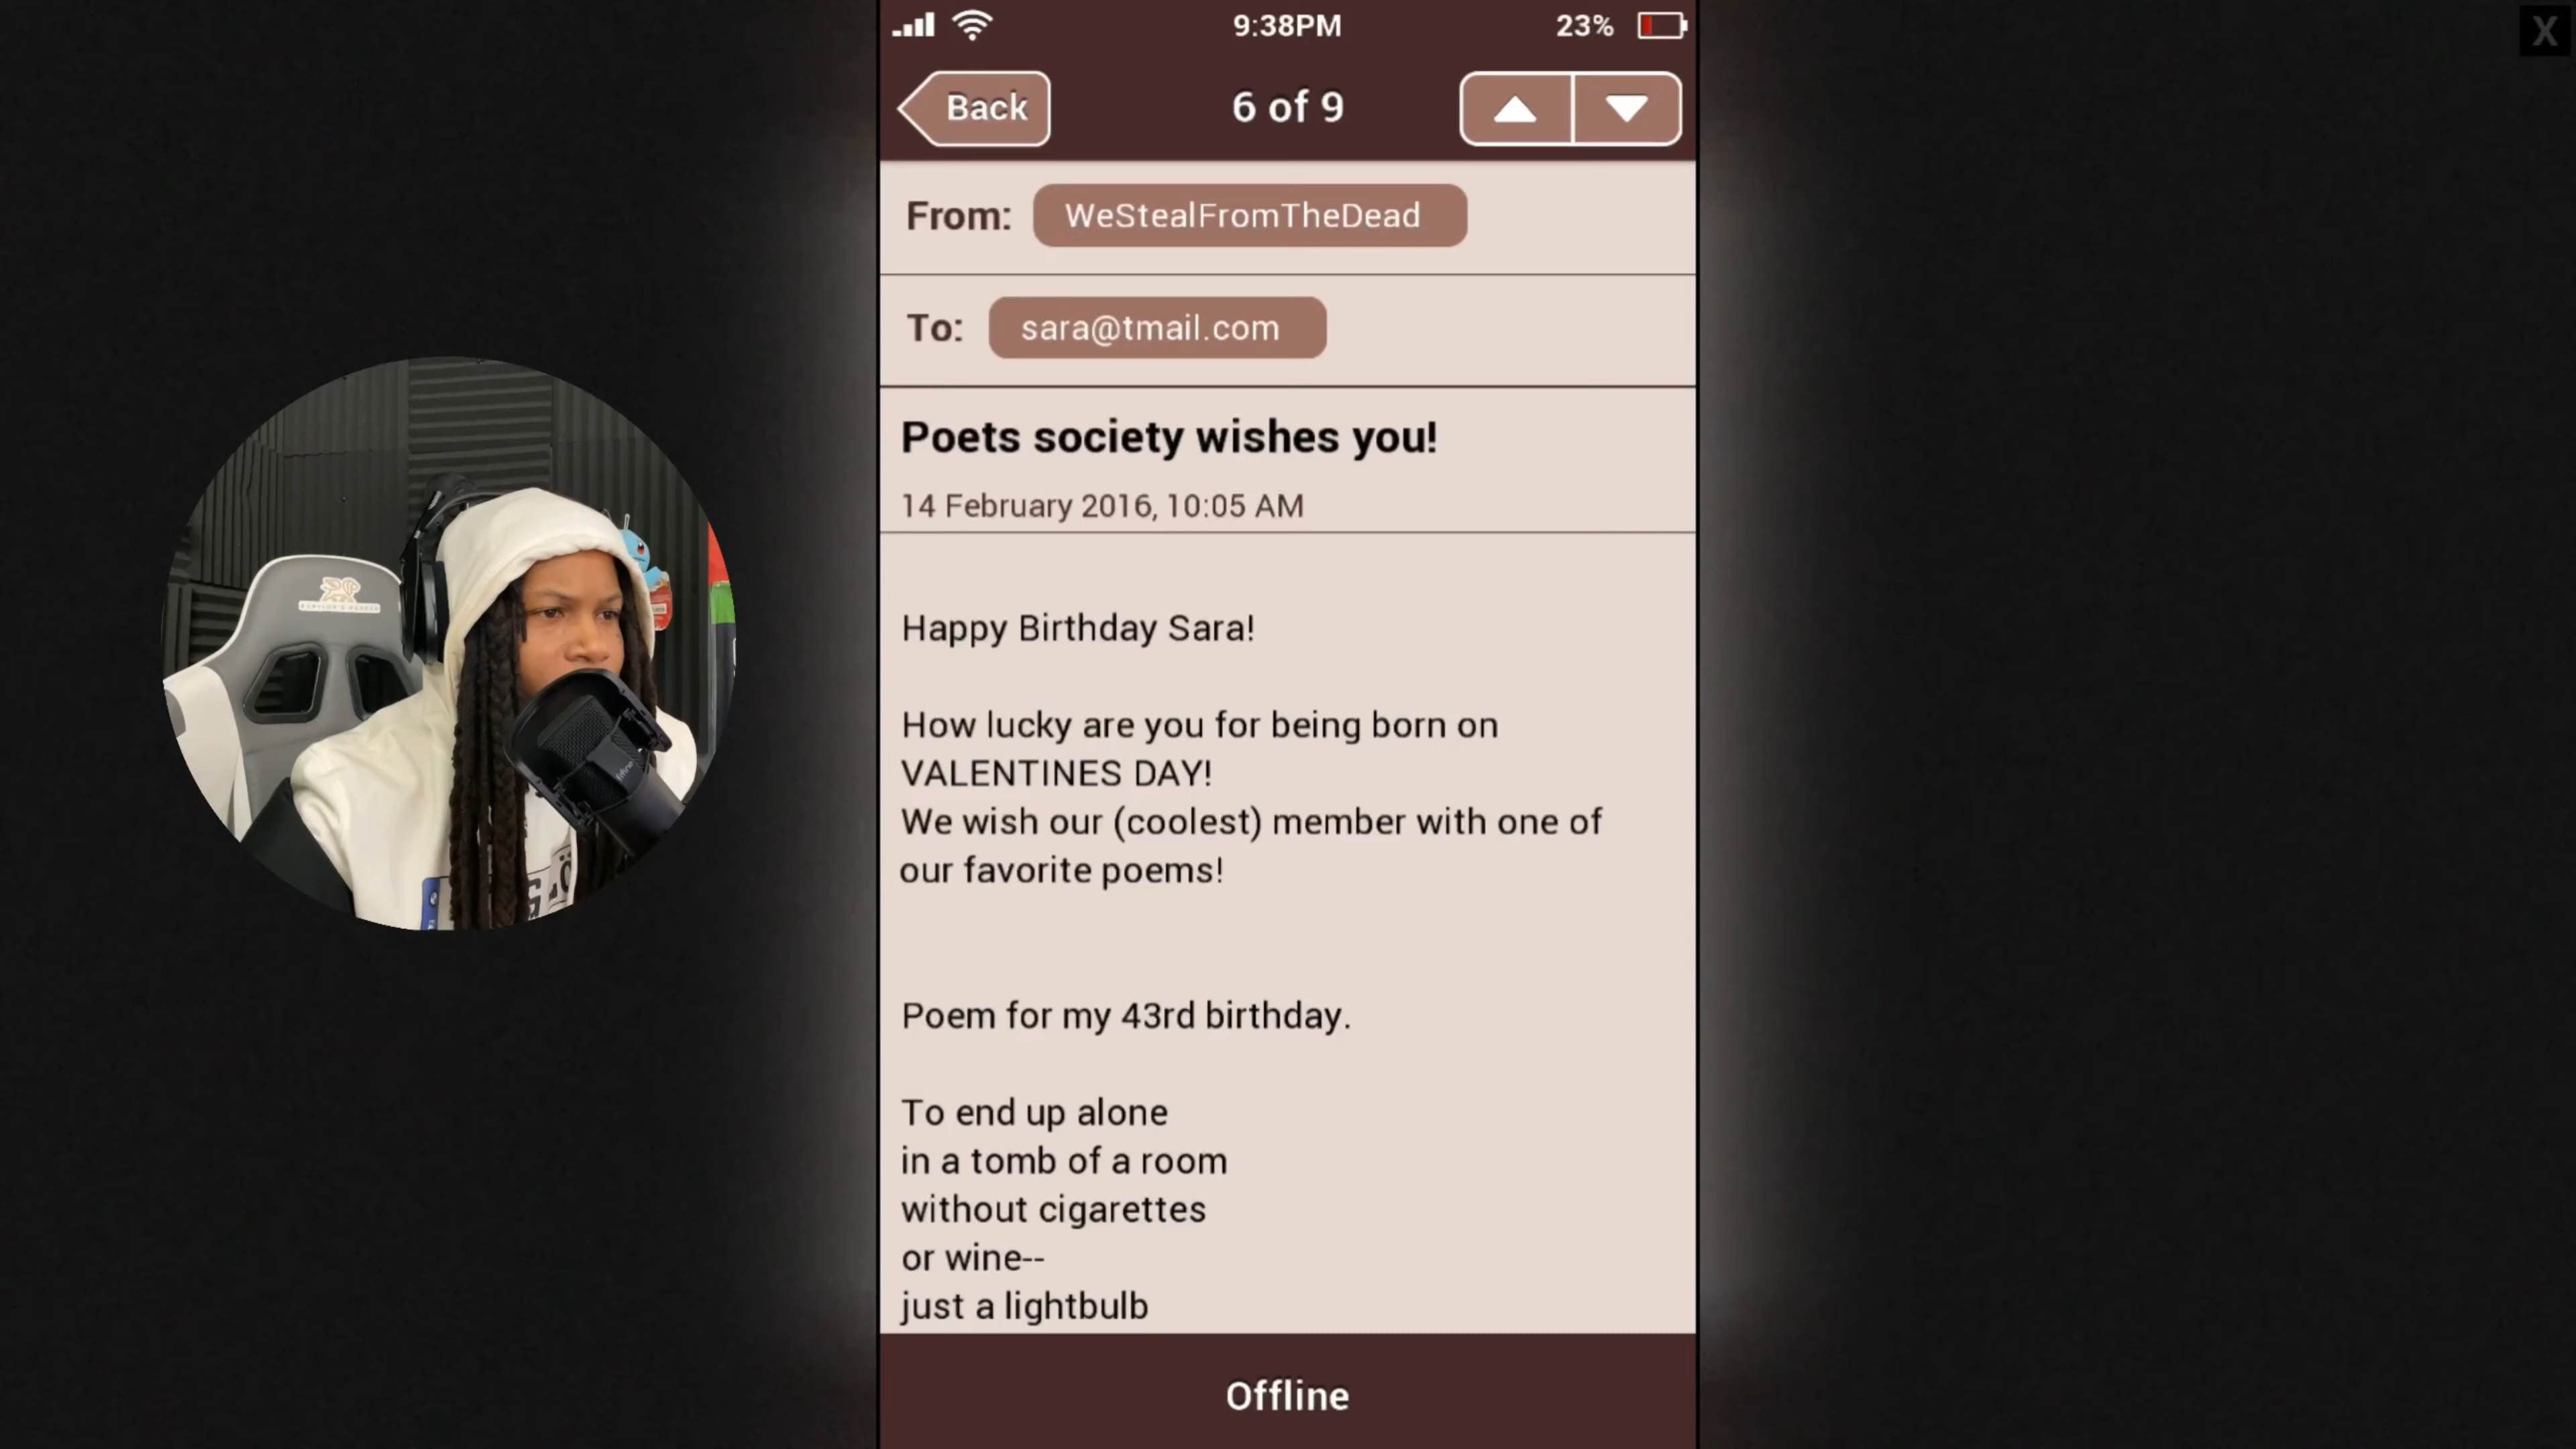 9:38PM
23%
X
Back
6 of 9
From: WeStealFromTheDead
To: sara@tmail.com
Poets society wishes you!
14 February 2016, 10:05 AM
Happy Birthday Sara!
How lucky are you for being born on
VALENTINES DAY!
We wish our (coolest) member with one of
our favorite poems!
Poem for my 43rd birthday.
To end up alone
in a tomb of a room
without cigarettes
or wine--
just a lightbulb
Offline